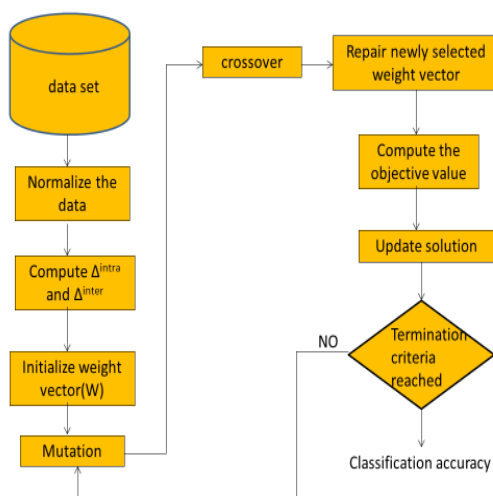 data set
Normalize the
data
Compute Δ^intra
and Δ^inter
Initialize weight
vector(W)
Mutation
crossover
Repair newly selected
weight vector
Compute the
objective value
Update solution
Termination
criteria
reached
NO
Classification accuracy